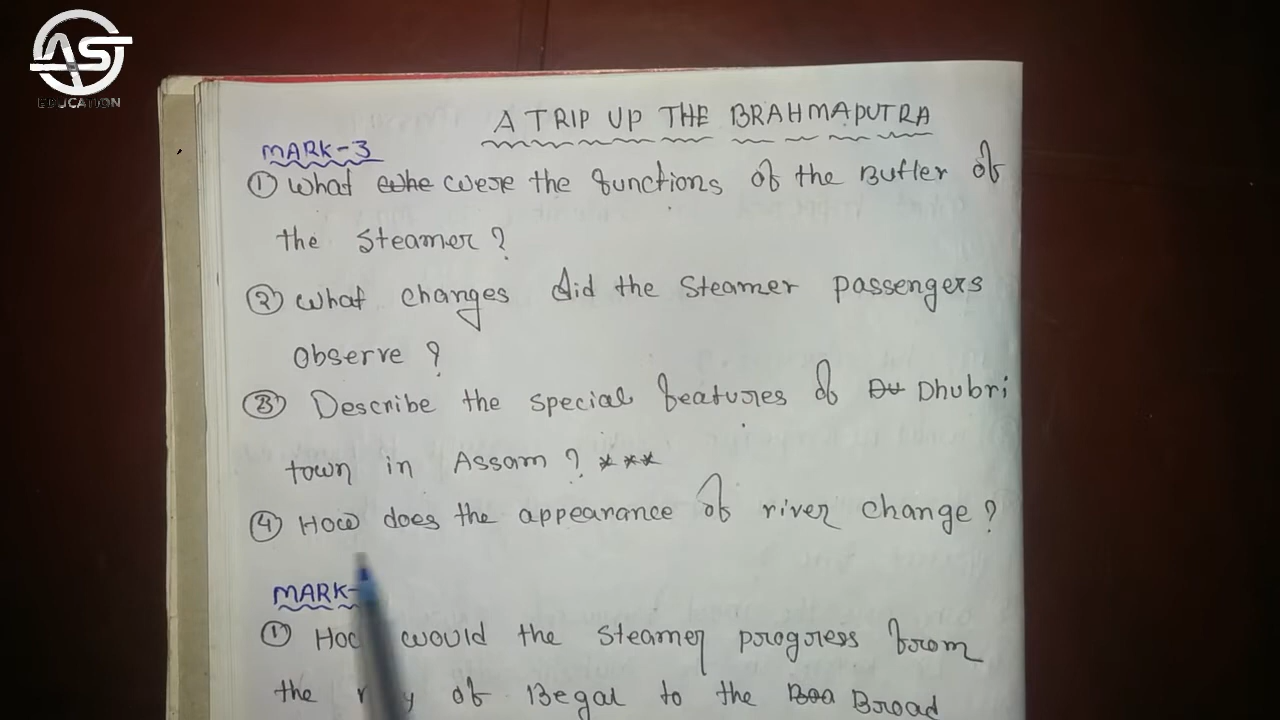 AS
EDUCATION
A TRIP UP THE BRAHMAPUTRA
MARK-3
① What were the functions of the Butler of
the Steamer?
② What changes did the Steamer passengers
observe?
③ Describe the special features of Dhubri
town in Assam? ***
④ How does the appearance of river change?
MARK-
① would the Steamer progress from
the of Begal to the Broad